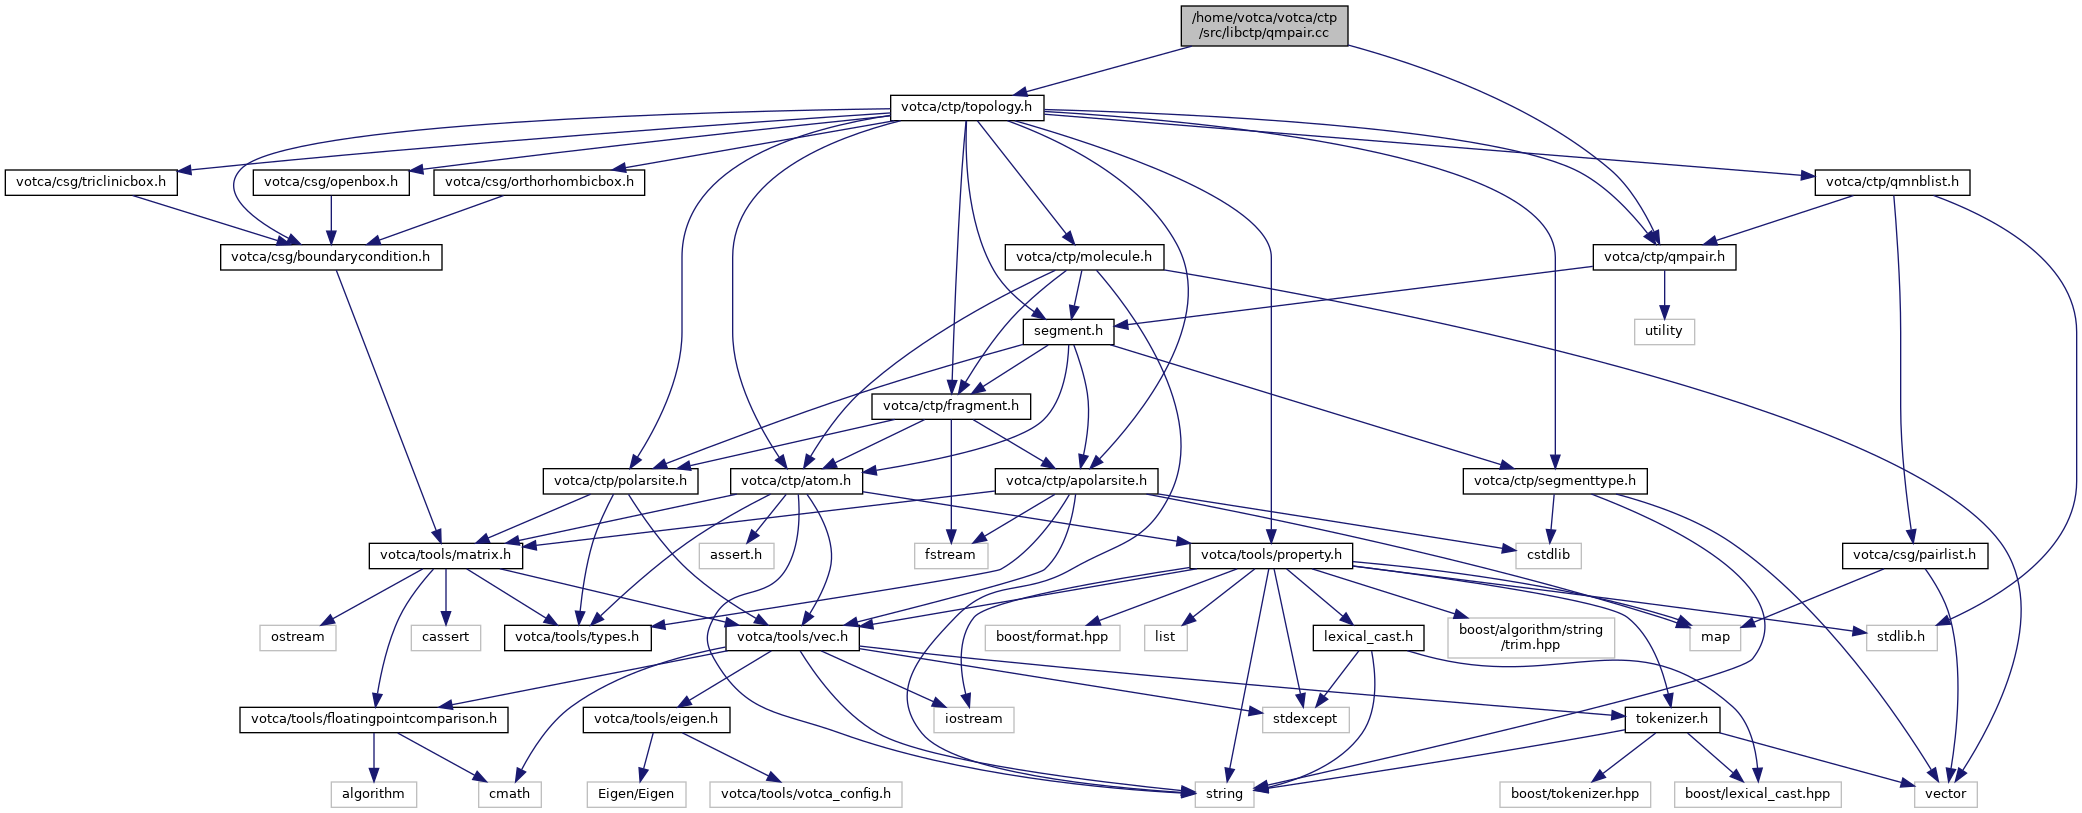 /home/votca/votca/ctp
/src/libctp/qmpair.cc
votca/ctp/topology.h
votca/csg/triclinicbox.h
votca/csg/openbox.h
votca/csg/orthorhombicbox.h
votca/ctp/qmnblist.h
votca/csg/boundarycondition.h
votca/ctp/molecule.h
votca/ctp/qmpair.h
segment.h
utility
votca/ctp/fragment.h
votca/ctp/polarsite.h
votca/ctp/atom.h
votca/ctp/apolarsite.h
votca/ctp/segmenttype.h
votca/tools/matrix.h
assert.h
fstream
votca/tools/property.h
cstdlib
votca/csg/pairlist.h
ostream
cassert
votca/tools/types.h
votca/tools/vec.h
boost/format.hpp
list
lexical_cast.h
boost/algorithm/string
/trim.hpp
map
stdlib.h
votca/tools/floatingpointcomparison.h
votca/tools/eigen.h
iostream
stdexcept
tokenizer.h
algorithm
cmath
Eigen/Eigen
votca/tools/votca_config.h
string
boost/tokenizer.hpp
boost/lexical_cast.hpp
vector